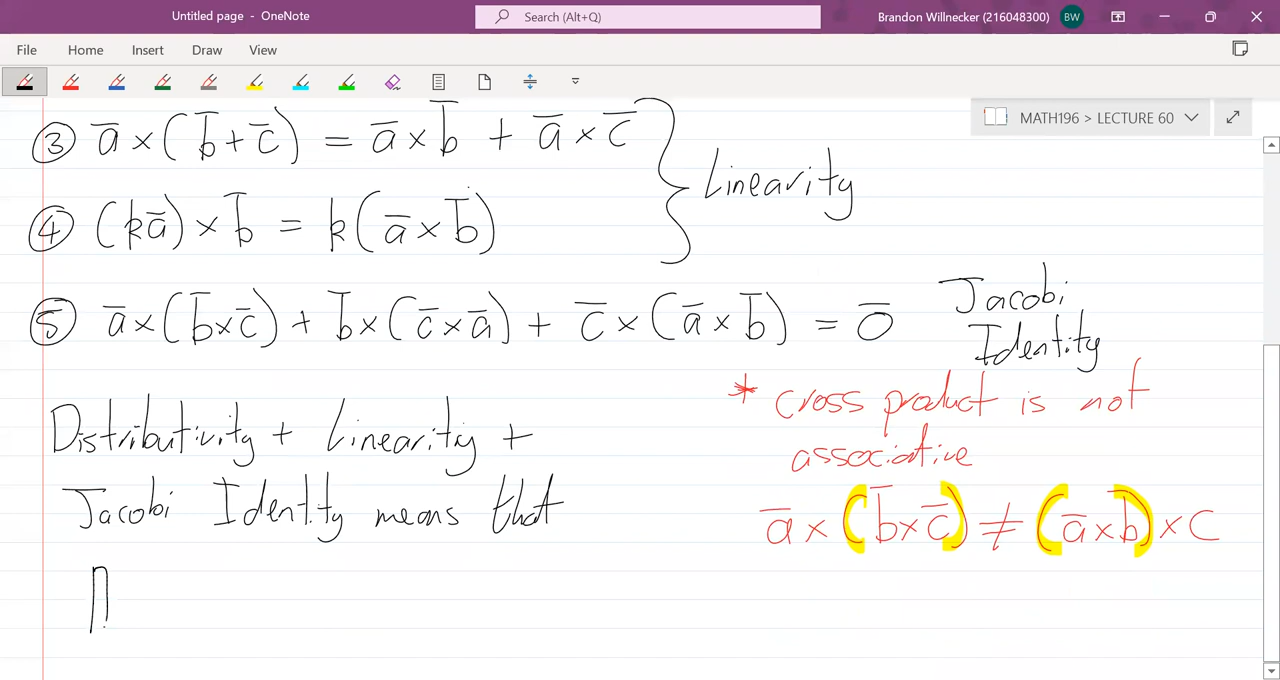 Untitled page - OneNote
Search (Alt+Q)
Brandon Willnecker (216048300)
BW
File Home Insert Draw View
MATH196 > LECTURE 60
③ a̅ × (b̅ + c̅) = a̅ × b̅ + a̅ × c̅
Linearity
④ (ka̅) × b̅ = k(a̅ × b̅)
⑤ a̅ × (b̅ × c̅) + b̅ × (c̅ × a̅) + c̅ × (a̅ × b̅) = 0̅
Jacobi
Identity
* cross product is not
associative
a̅ × (b̅ × c̅) ≠ (a̅ × b̅) × c
Distributivity + Linearity +
Jacobi Identity means that